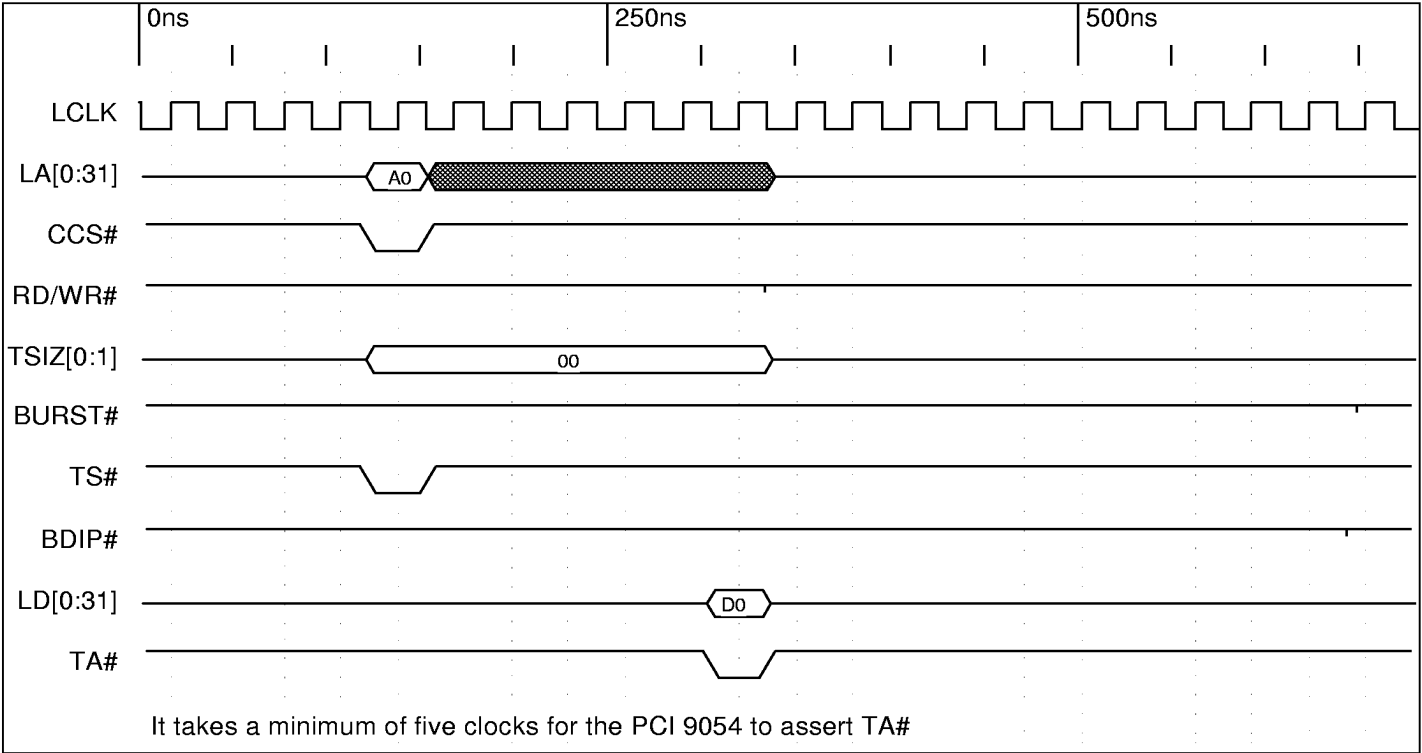 0ns 250ns 500ns
LCLK
LA[0:31] A0
CCS#
RD/WR#
TSIZ[0:1] 00
BURST#
TS#
BDIP#
LD[0:31] D0
TA#
It takes a minimum of five clocks for the PCI 9054 to assert TA#